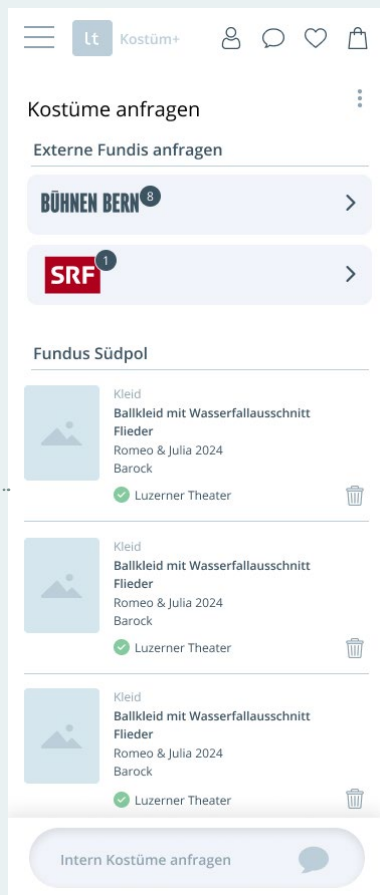 lt Kostüm+
Kostüme anfragen
Externe Fundis anfragen
BÜHNEN BERN 8
SRF 1
Fundus Südpol
Kleid
Ballkleid mit Wasserfallausschnitt
Flieder
Romeo & Julia 2024
Barock
Luzerner Theater
Kleid
Ballkleid mit Wasserfallausschnitt
Flieder
Romeo & Julia 2024
Barock
Luzerner Theater
Kleid
Ballkleid mit Wasserfallausschnitt
Flieder
Romeo & Julia 2024
Barock
Luzerner Theater
Intern Kostüme anfragen